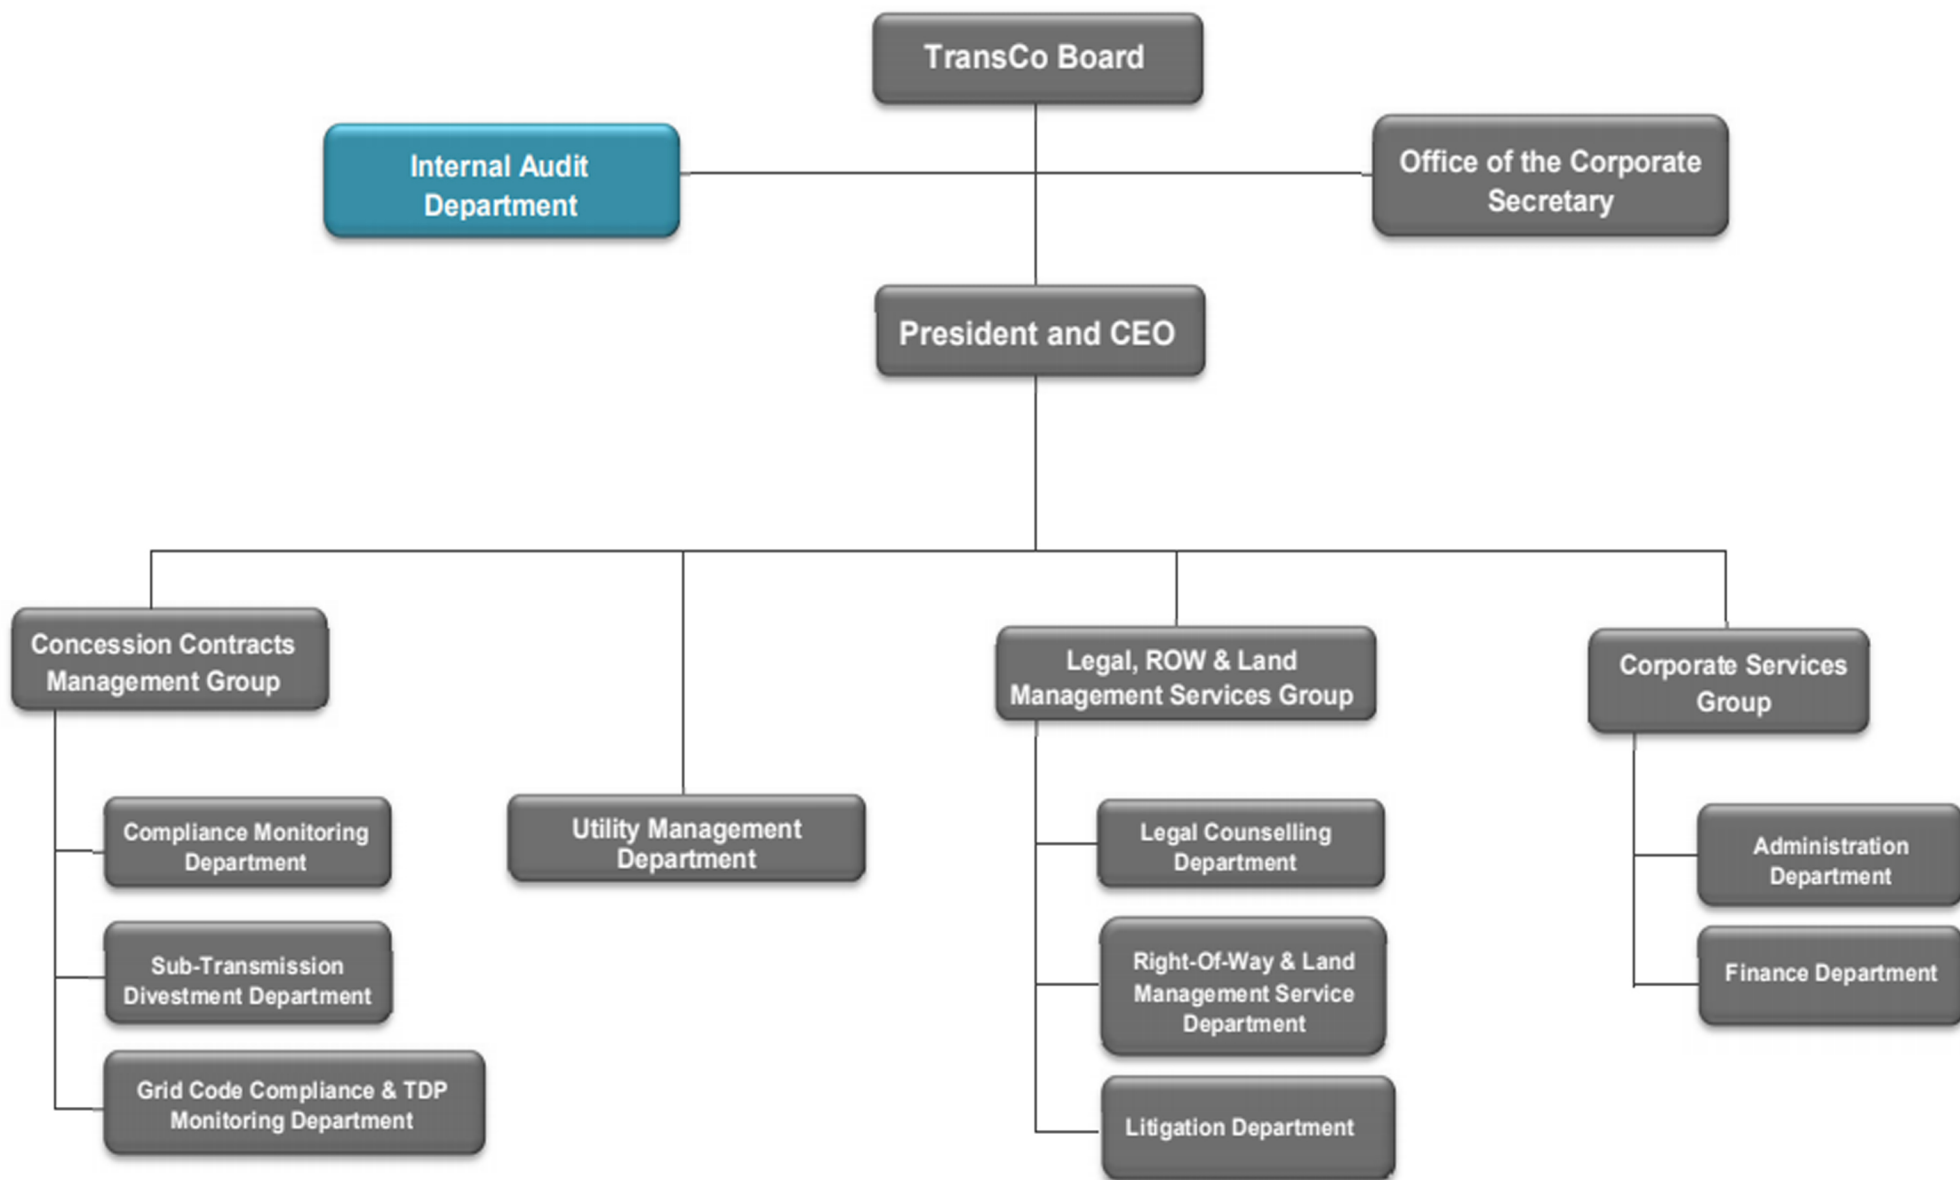 TransCo Board
Internal Audit
Department
Office of the Corporate
Secretary
President and CEO
Concession Contracts
Management Group
Compliance Monitoring
Department
Sub-Transmission
Divestment Department
Grid Code Compliance & TDP
Monitoring Department
Utility Management
Department
Legal, ROW & Land
Management Services Group
Legal Counselling
Department
Right-Of-Way & Land
Management Service
Department
Litigation Department
Corporate Services
Group
Administration
Department
Finance Department